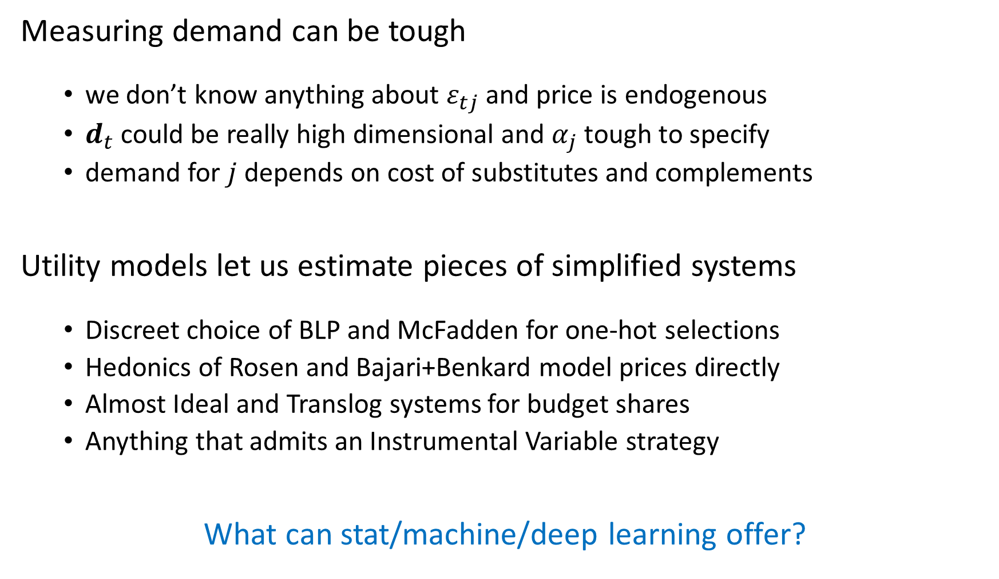 Measuring demand can be tough
• we don’t know anything about ε_{tj} and price is endogenous
• d_t could be really high dimensional and α_j tough to specify
• demand for j depends on cost of substitutes and complements
Utility models let us estimate pieces of simplified systems
• Discreet choice of BLP and McFadden for one-hot selections
• Hedonics of Rosen and Bajari+Benkard model prices directly
• Almost Ideal and Translog systems for budget shares
• Anything that admits an Instrumental Variable strategy
What can stat/machine/deep learning offer?